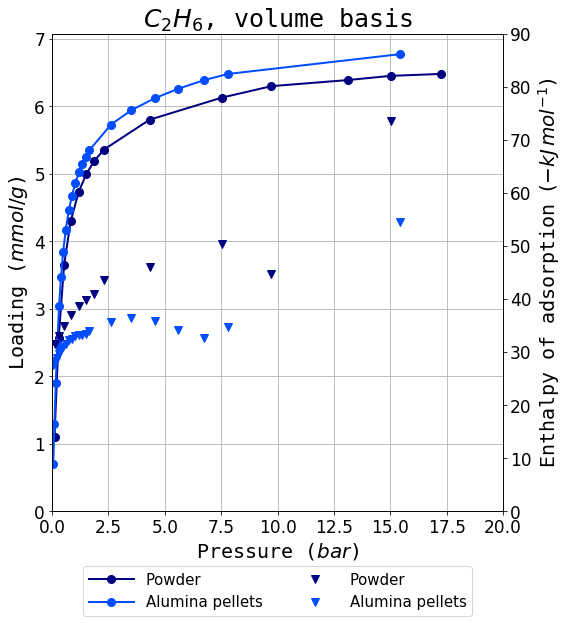 C₂H₆, volume basis
Loading (mmol/g)
7
6
5
4
3
2
1
0
90
80
70
60
50
40
30
20
10
0
Enthalpy of adsorption (−kJ mol⁻¹)
0.0 2.5 5.0 7.5 10.0 12.5 15.0 17.5 20.0
Pressure (bar)
Powder Powder
Alumina pellets Alumina pellets